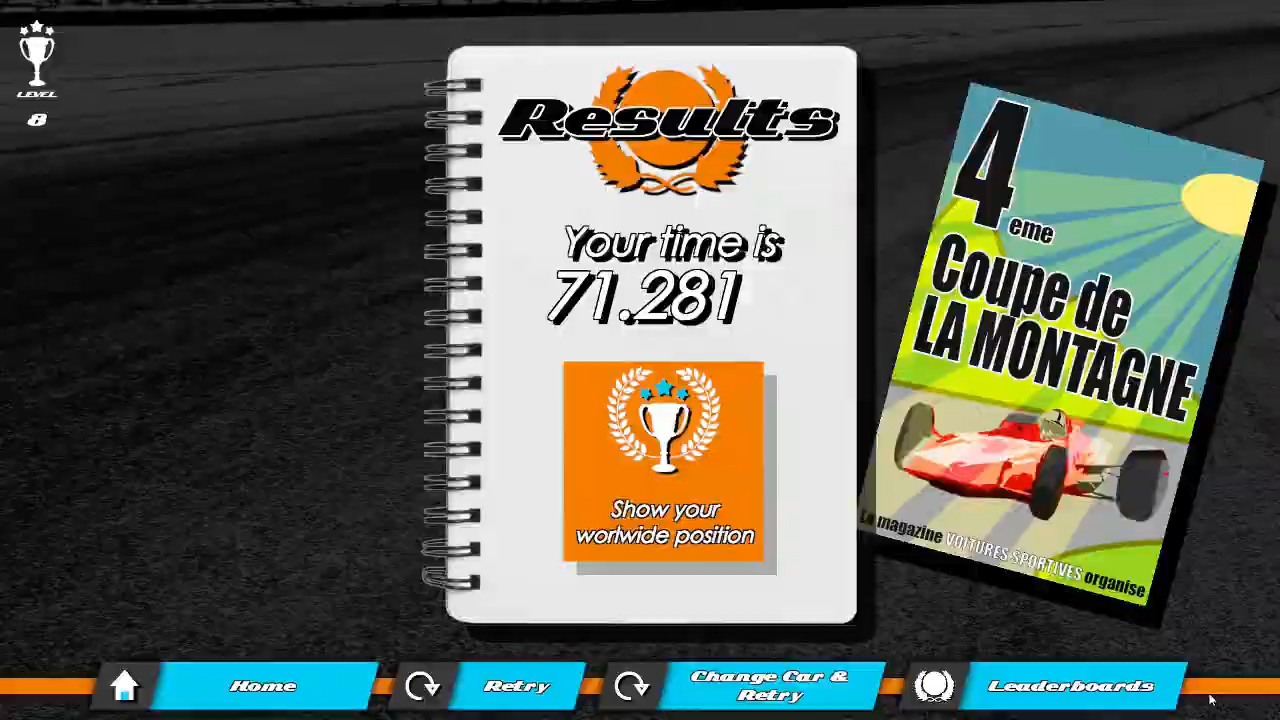 LEVEL
8
Results
Your time is
71.281
Show your
worlwide position
4
eme
Coupe de
LA MONTAGNE
Le magazine VOITURES SPORTIVES organise
Home
Retry
Change Car &
Retry
Leaderboards